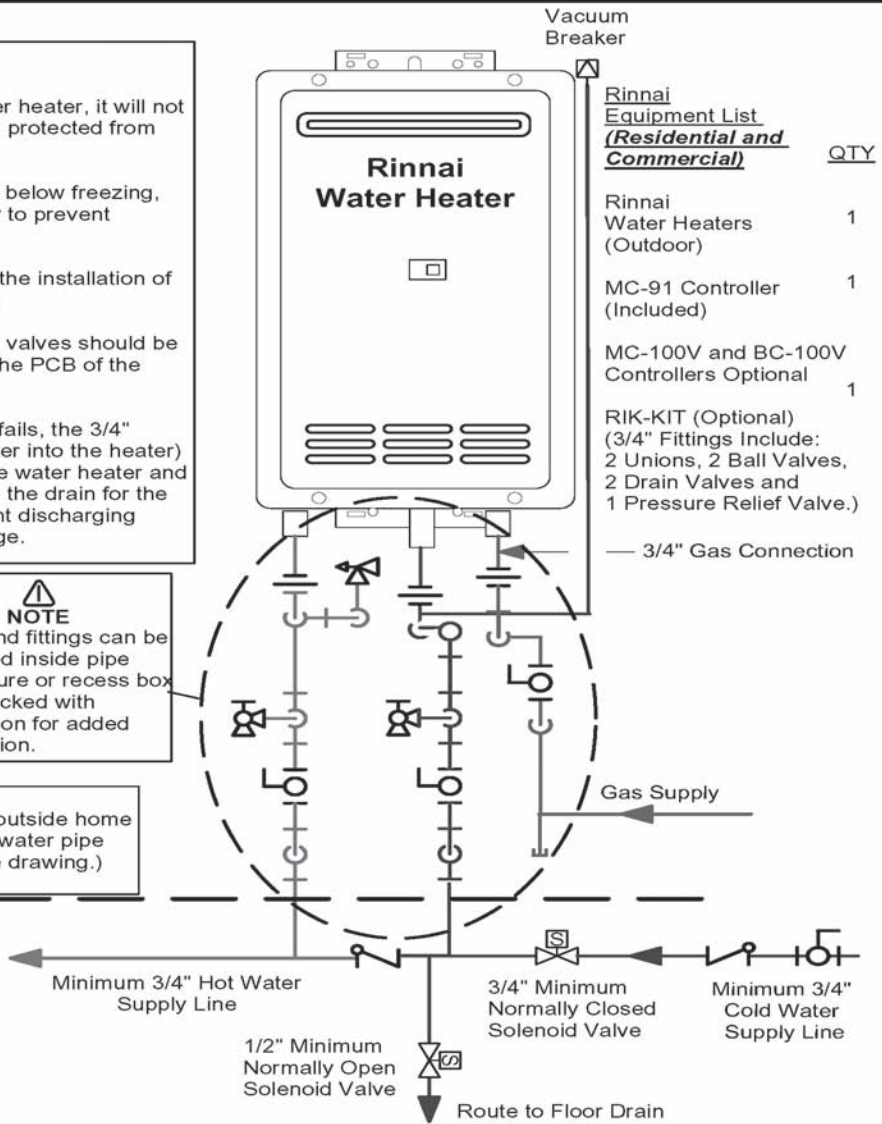 er heater, it will not
protected from
below freezing,
r to prevent
the installation of
valves should be
he PCB of the
fails, the 3/4"
er into the heater)
e water heater and
the drain for the
nt discharging
ge.
NOTE
nd fittings can be
d inside pipe
ure or recess box
cked with
on for added
ion.
outside home
water pipe
e drawing.)
Rinnai
Water Heater
Vacuum
Breaker
Rinnai
Equipment List
(Residential and
Commercial)
QTY
Rinnai
Water Heaters
(Outdoor)
1
MC-91 Controller
(Included)
1
MC-100V and BC-100V
Controllers Optional
1
RIK-KIT (Optional)
(3/4" Fittings Include:
2 Unions, 2 Ball Valves,
2 Drain Valves and
1 Pressure Relief Valve.)
3/4" Gas Connection
Gas Supply
S
Minimum 3/4" Hot Water
Supply Line
3/4" Minimum
Normally Closed
Solenoid Valve
Minimum 3/4"
Cold Water
Supply Line
1/2" Minimum
Normally Open
Solenoid Valve
S
Route to Floor Drain